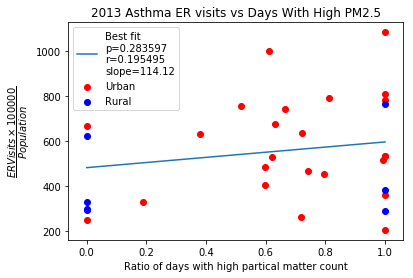 2013 Asthma ER visits vs Days With High PM2.5
Best fit
p=0.283597
r=0.195495
slope=114.12
Urban
Rural
ERVisits × 100000
Population
1000
800
600
400
200
0.0 0.2 0.4 0.6 0.8 1.0
Ratio of days with high partical matter count